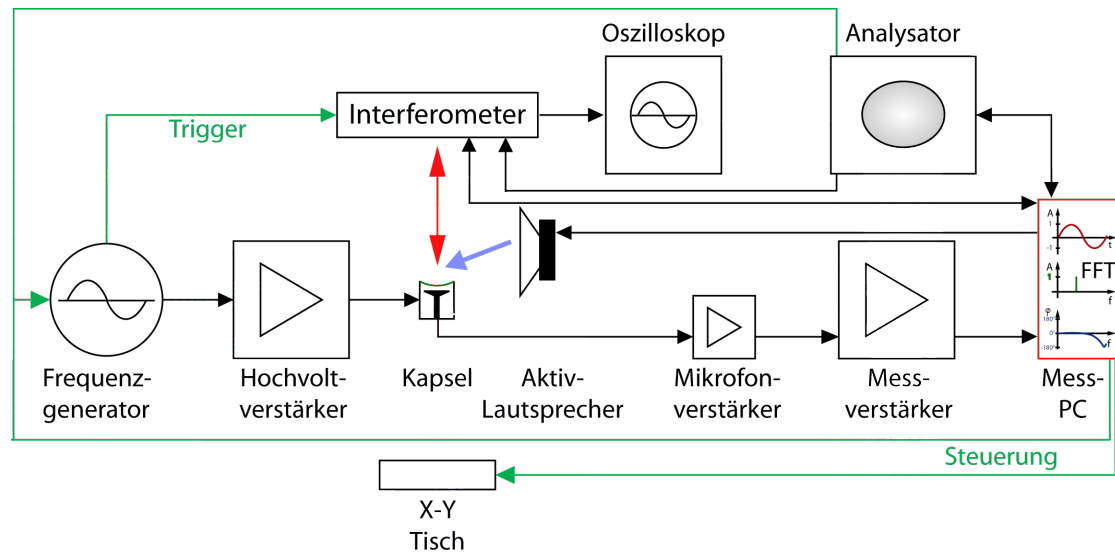 Oszilloskop
Analysator
Interferometer
Trigger
A
1
-1
t
A
1
FFT
f
φ
180°
0°
-180°
f
Frequenz-
generator
Hochvolt-
verstärker
Kapsel
Aktiv-
Lautsprecher
Mikrofon-
verstärker
Mess-
verstärker
Mess-
PC
Steuerung
X-Y
Tisch